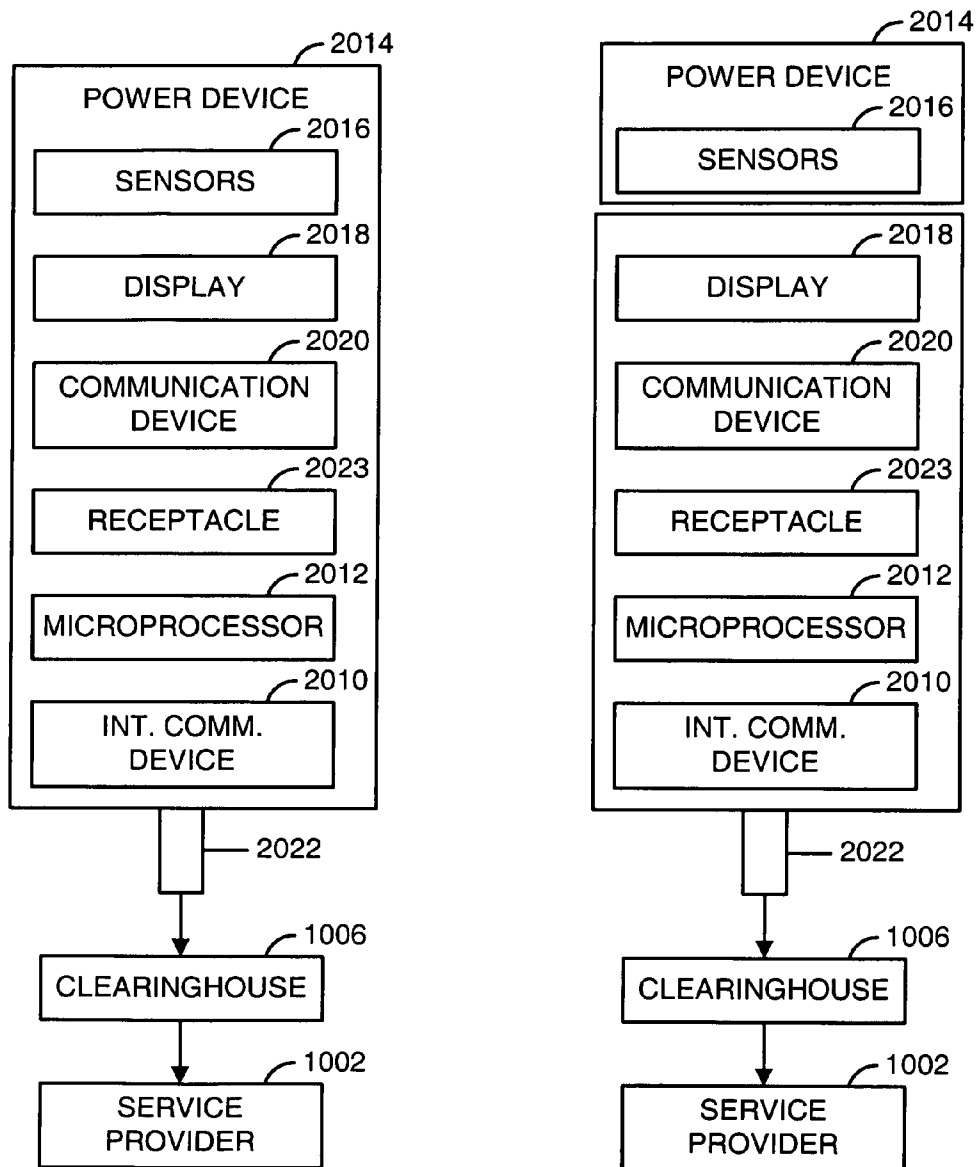 2014
POWER DEVICE
2016
SENSORS
2018
DISPLAY
2020
COMMUNICATION
DEVICE
2023
RECEPTACLE
2012
MICROPROCESSOR
2010
INT. COMM.
DEVICE
2022
1006
CLEARINGHOUSE
1002
SERVICE
PROVIDER
2014
POWER DEVICE
2016
SENSORS
2018
DISPLAY
2020
COMMUNICATION
DEVICE
2023
RECEPTACLE
2012
MICROPROCESSOR
2010
INT. COMM.
DEVICE
2022
1006
CLEARINGHOUSE
1002
SERVICE
PROVIDER